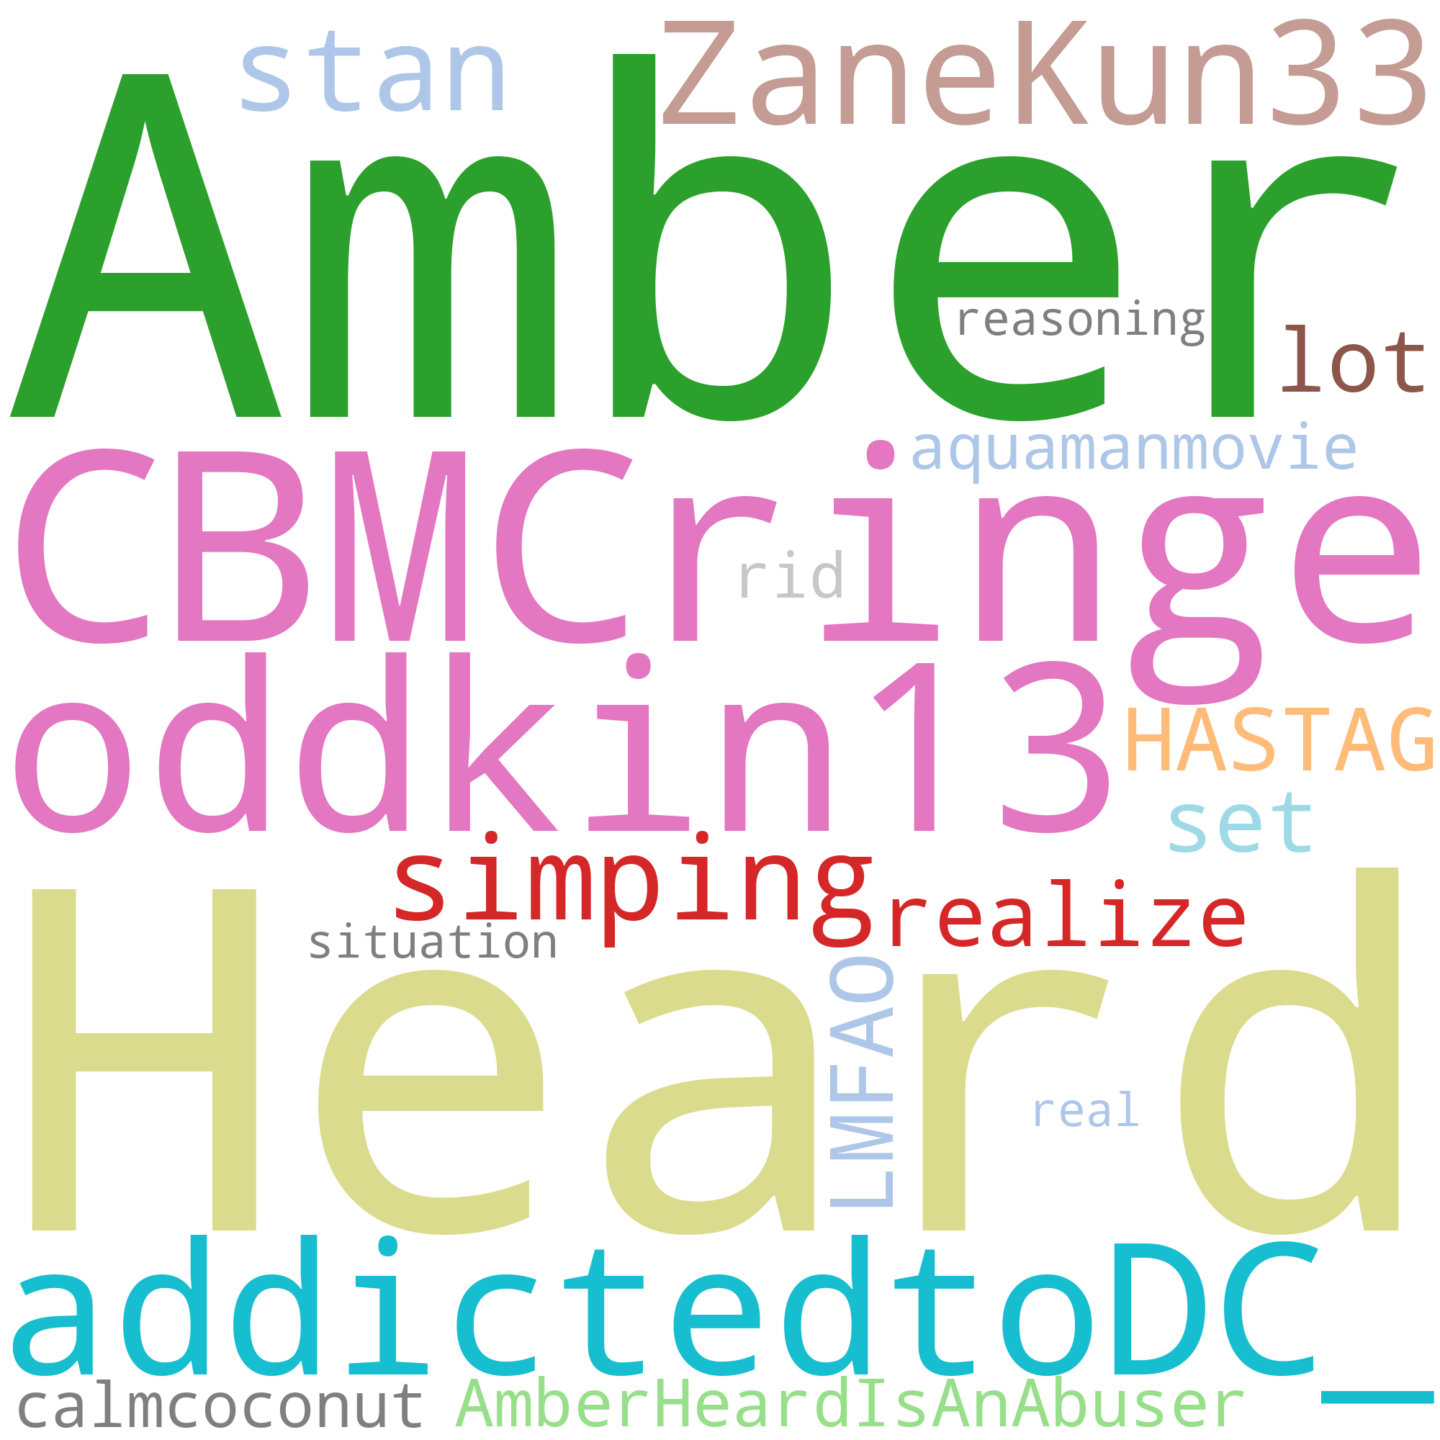 stan ZaneKun33
Amber
reasoning
lot
aquamanmovie
CBMCringe
rid
oddkin13
HASTAG
set
simping
realize
situation
Heard
LMFAO
real
addictedtoDC_
calmcoconut AmberHeardIsAnAbuser